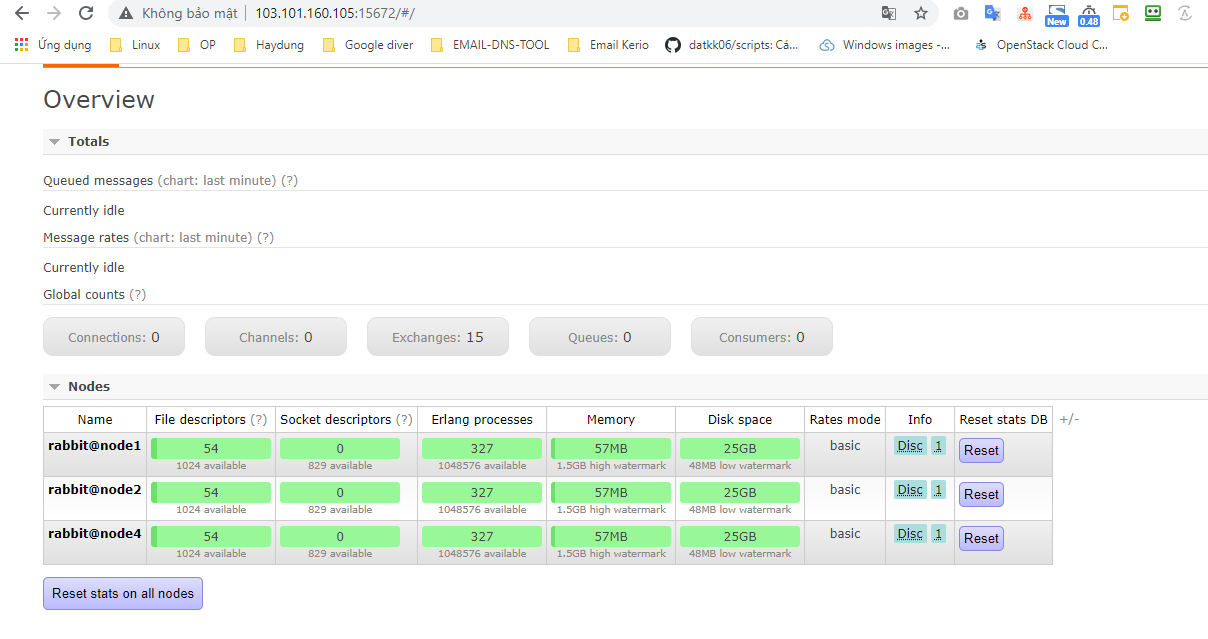 Không bảo mật 103.101.160.105:15672/#/ New 0.48
Ứng dụng Linux OP Haydung Google diver EMAIL-DNS-TOOL Email Kerio datkk06/scripts: Cá... Windows images -... OpenStack Cloud C...
Overview
Totals
Queued messages (chart: last minute) (?)
Currently idle
Message rates (chart: last minute) (?)
Currently idle
Global counts (?)
Connections: 0 Channels: 0 Exchanges: 15 Queues: 0 Consumers: 0
Nodes
Name File descriptors (?) Socket descriptors (?) Erlang processes Memory Disk space Rates mode Info Reset stats DB +/-
rabbit@node1 54 0 327 57MB 25GB basic Disc 1 Reset
1024 available 829 available 1048576 available 1.5GB high watermark 48MB low watermark
rabbit@node2 54 0 327 57MB 25GB basic Disc 1 Reset
1024 available 829 available 1048576 available 1.5GB high watermark 48MB low watermark
rabbit@node4 54 0 327 57MB 25GB basic Disc 1 Reset
1024 available 829 available 1048576 available 1.5GB high watermark 48MB low watermark
Reset stats on all nodes